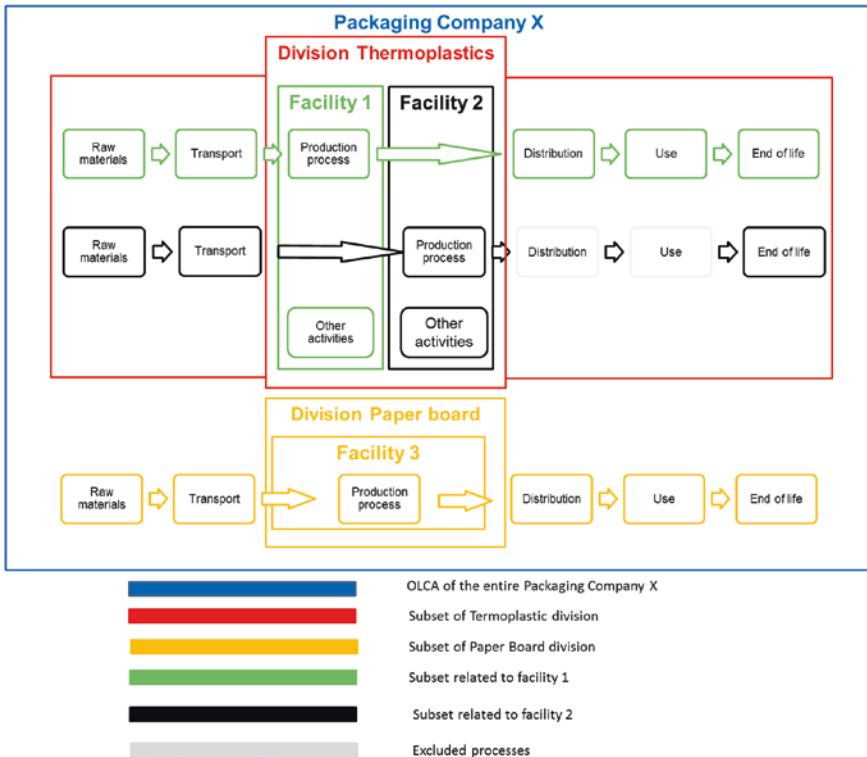 Packaging Company X
Division Thermoplastics
Facility 1
Facility 2
Raw
materials
Transport
Production
process
Distribution
Use
End of life
Raw
materials
Transport
Production
process
Distribution
Use
End of life
Other
activities
Other
activities
Division Paper board
Facility 3
Raw
materials
Transport
Production
process
Distribution
Use
End of life
OLCA of the entire Packaging Company X
Subset of Termoplastic division
Subset of Paper Board division
Subset related to facility 1
Subset related to facility 2
Excluded processes